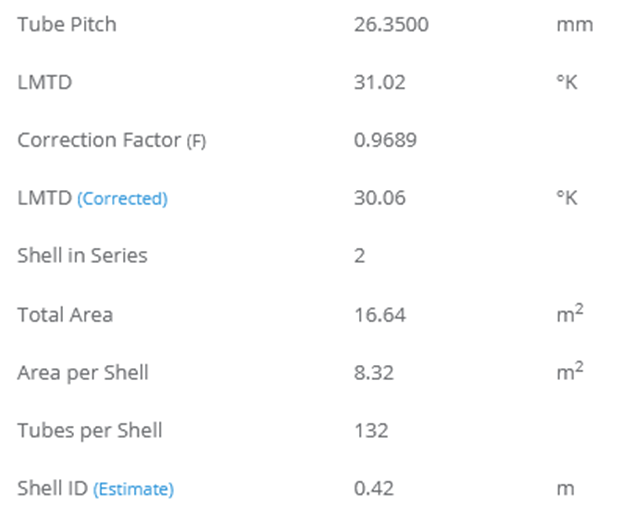 Tube Pitch 26.3500 mm
LMTD 31.02 °K
Correction Factor (F) 0.9689
LMTD (Corrected) 30.06 °K
Shell in Series 2
Total Area 16.64 m²
Area per Shell 8.32 m²
Tubes per Shell 132
Shell ID (Estimate) 0.42 m